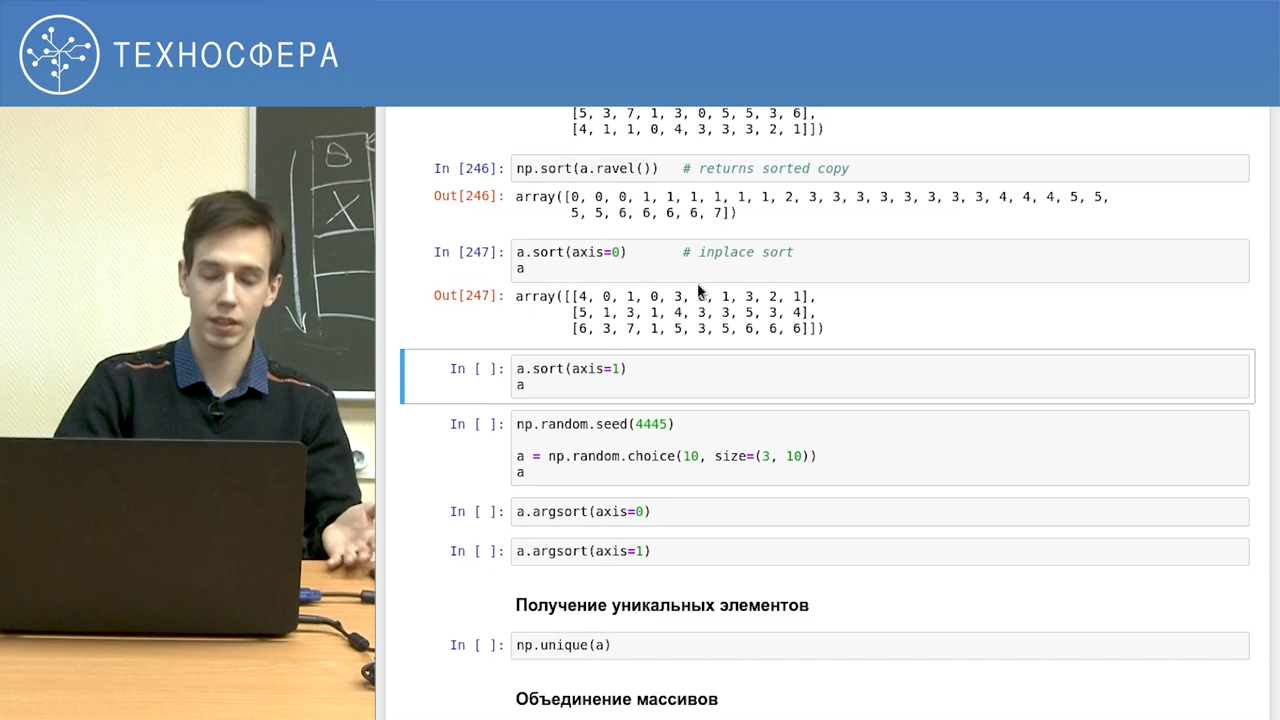 ТЕХНОСФЕРА
[5, 3, 7, 1, 3, 0, 5, 5, 3, 6],
[4, 1, 1, 0, 4, 3, 3, 3, 2, 1]])
In [246]: np.sort(a.ravel())   # returns sorted copy
Out[246]: array([0, 0, 0, 1, 1, 1, 1, 1, 1, 2, 3, 3, 3, 3, 3, 3, 3, 3, 4, 4, 4, 5, 5,
5, 5, 6, 6, 6, 6, 7])
In [247]: a.sort(axis=0)       # inplace sort
a
Out[247]: array([[4, 0, 1, 0, 3, 1, 3, 2, 1],
[5, 1, 3, 1, 4, 3, 3, 5, 3, 4],
[6, 3, 7, 1, 5, 3, 5, 6, 6, 6]])
In [ ]: a.sort(axis=1)
a
In [ ]: np.random.seed(4445)
a = np.random.choice(10, size=(3, 10))
a
In [ ]: a.argsort(axis=0)
In [ ]: a.argsort(axis=1)
Получение уникальных элементов
In [ ]: np.unique(a)
Объединение массивов